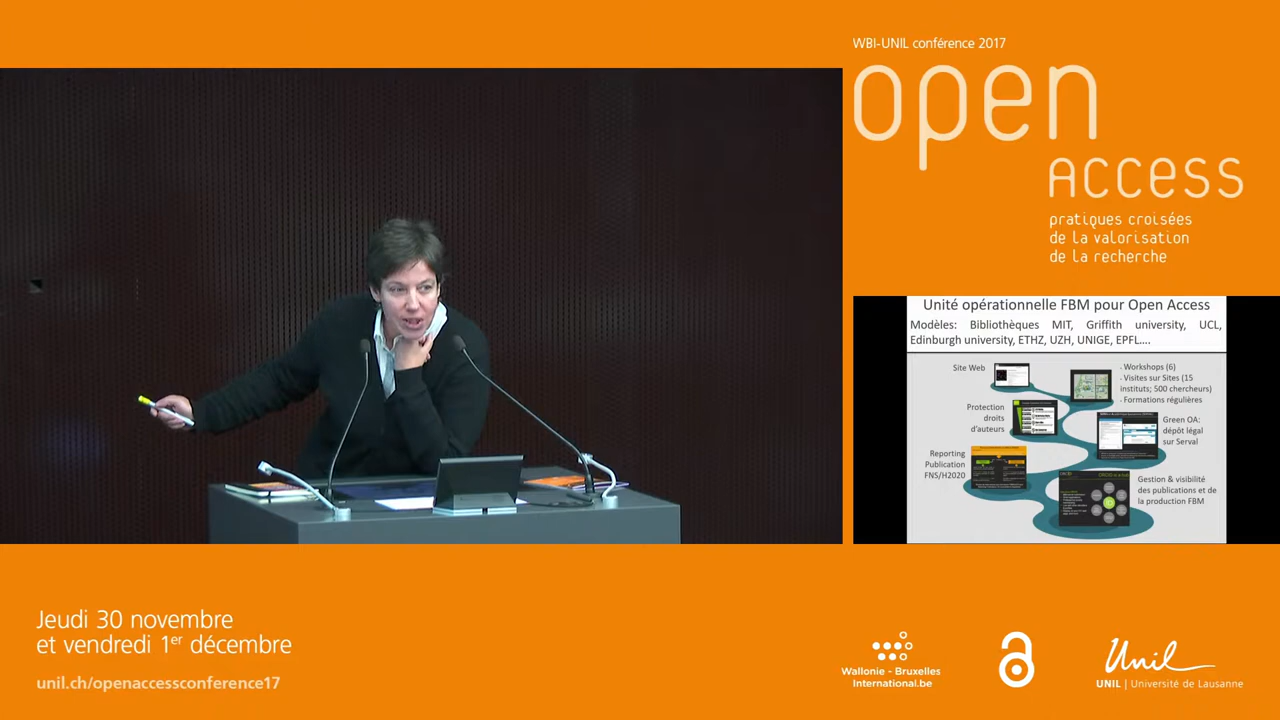 WBI-UNIL conférence 2017
open
access
pratiques croisées
de la valorisation
de la recherche
Unité opérationnelle FBM pour Open Access
Modèles: Bibliothèques MIT, Griffith university, UCL,
Edinburgh university, ETHZ, UZH, UNIGE, EPFL....
Site Web
- Workshops (6)
- Visites sur Sites (15
instituts; 500 chercheurs)
- Formations régulières
Protection
droits
d'auteurs
Green OA:
dépôt légal
sur Serval
Reporting
Publication
FNS/H2020
Gestion & visibilité
des publications et de
la production FBM
Jeudi 30 novembre
et vendredi 1er décembre
unil.ch/openaccessconference17
Wallonie - Bruxelles
International.be
Unil
UNIL | Université de Lausanne